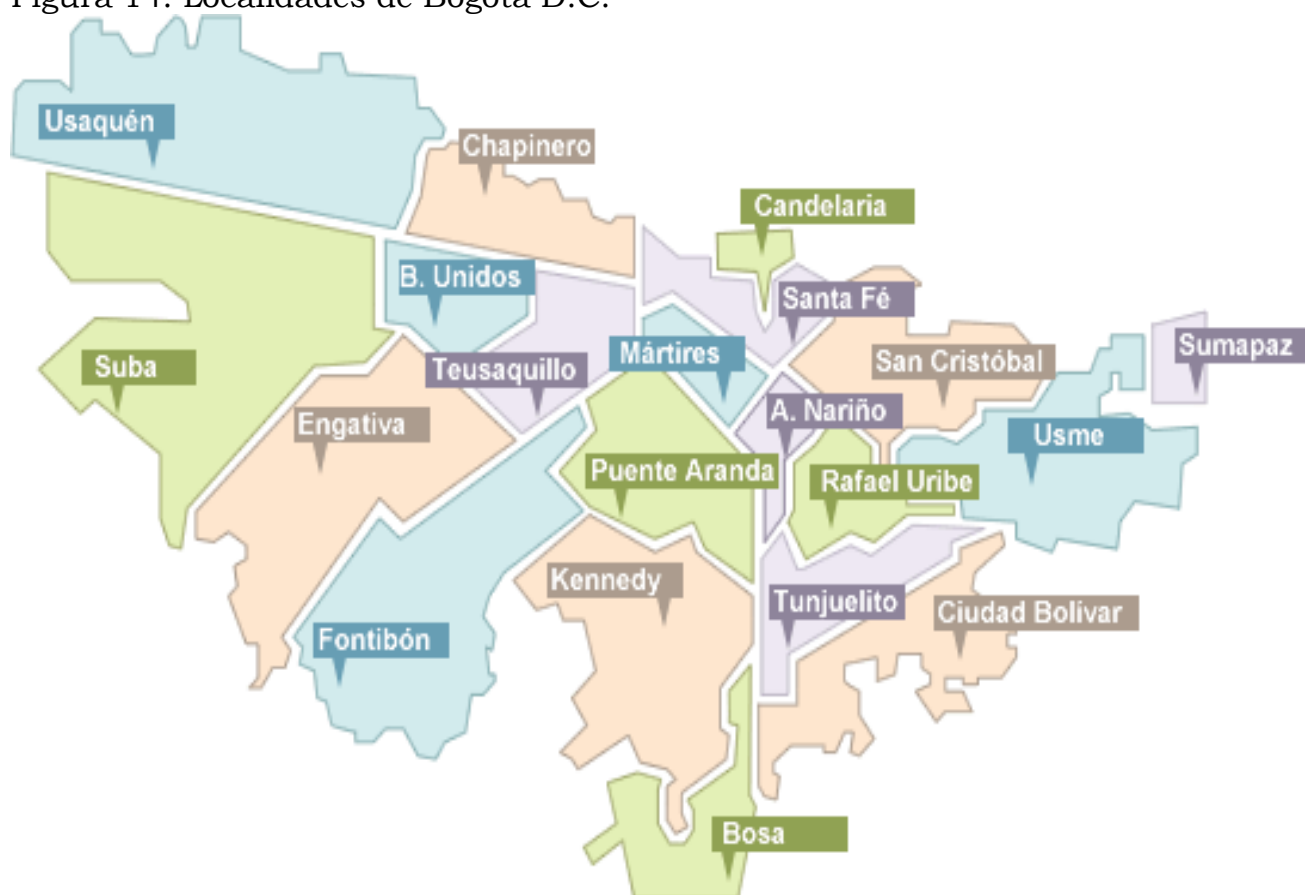 Figura 14. Localidades de Bogotá D.C.
Usaquén
Chapinero
Candelaria
B. Unidos
Santa Fé
Suba
Teusaquillo
Mártires
San Cristóbal
Sumapaz
Engativa
A. Nariño
Usme
Puente Aranda
Rafael Uribe
Kennedy
Tunjuelito
Ciudad Bolívar
Fontibón
Bosa